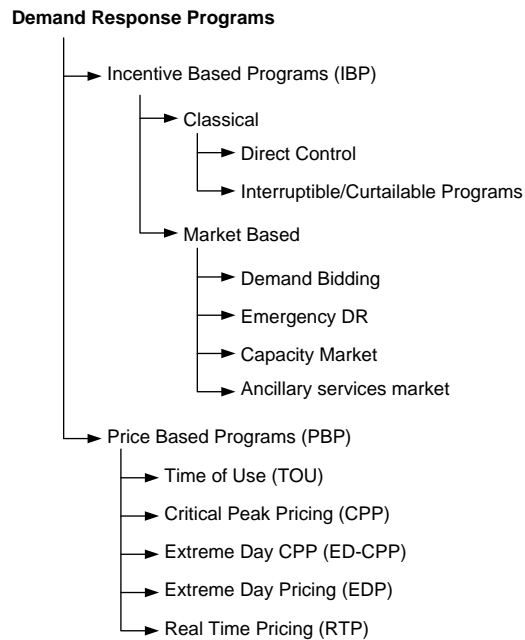 Demand Response Programs
Incentive Based Programs (IBP)
Classical
Direct Control
Interruptible/Curtailable Programs
Market Based
Demand Bidding
Emergency DR
Capacity Market
Ancillary services market
Price Based Programs (PBP)
Time of Use (TOU)
Critical Peak Pricing (CPP)
Extreme Day CPP (ED-CPP)
Extreme Day Pricing (EDP)
Real Time Pricing (RTP)